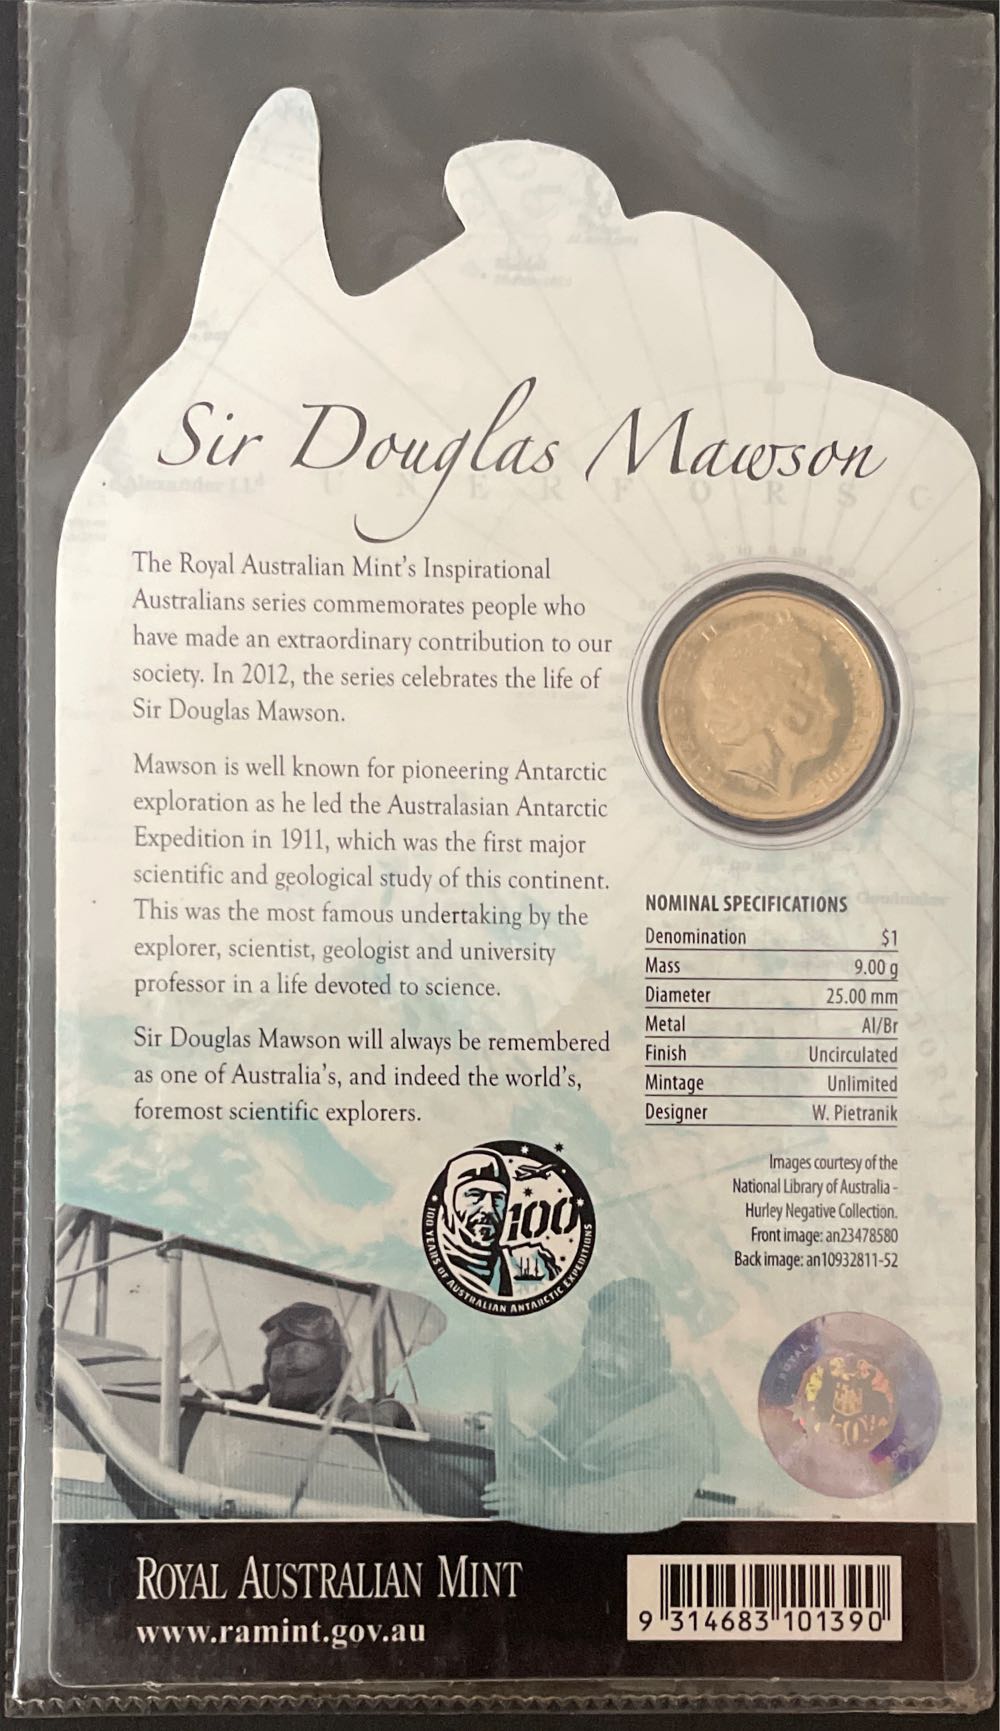 Sir Douglas Mawson
Alexander I Ld
U N E R F O R S C
The Royal Australian Mint's Inspirational
Australians series commemorates people who
have made an extraordinary contribution to our
society. In 2012, the series celebrates the life of
Sir Douglas Mawson.
Mawson is well known for pioneering Antarctic
exploration as he led the Australasian Antarctic
Expedition in 1911, which was the first major
scientific and geological study of this continent.
This was the most famous undertaking by the
explorer, scientist, geologist and university
professor in a life devoted to science.
Sir Douglas Mawson will always be remembered
as one of Australia's, and indeed the world's,
foremost scientific explorers.
NOMINAL SPECIFICATIONS
Denomination $1
Mass 9.00 g
Diameter 25.00 mm
Metal Al/Br
Finish Uncirculated
Mintage Unlimited
Designer W. Pietranik
Images courtesy of the
National Library of Australia -
Hurley Negative Collection.
Front image: an23478580
Back image: an10932811-52
100
100 YEARS OF AUSTRALIAN ANTARCTIC EXPEDITIONS
ROYAL
ROYAL AUSTRALIAN MINT
www.ramint.gov.au
9 314683 101390